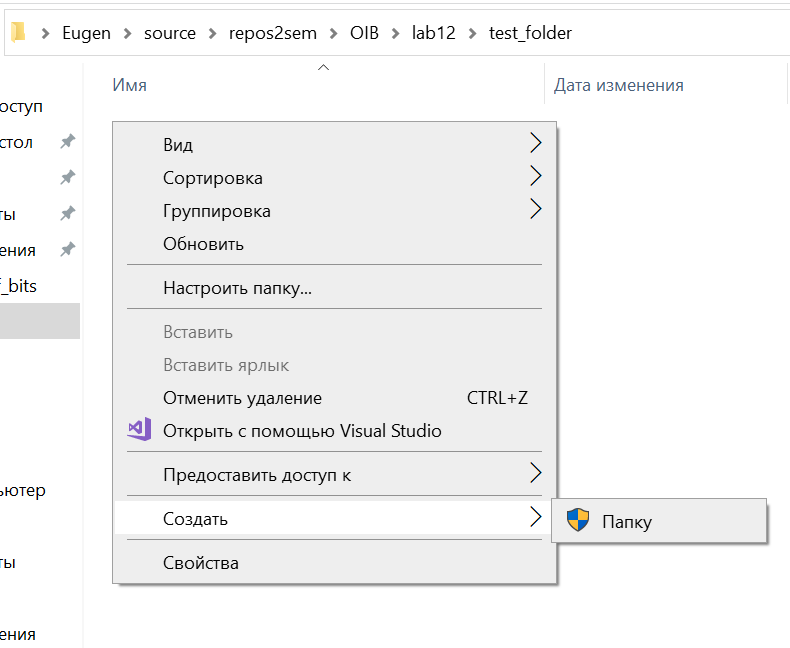 Eugen > source > repos2sem > OIB > lab12 > test_folder
Имя Дата изменения
оступ
стол
ты
ения
f_bits
ьютер
ты
ения
Вид
Сортировка
Группировка
Обновить
Настроить папку...
Вставить
Вставить ярлык
Отменить удаление CTRL+Z
Открыть с помощью Visual Studio
Предоставить доступ к
Создать
Папку
Свойства